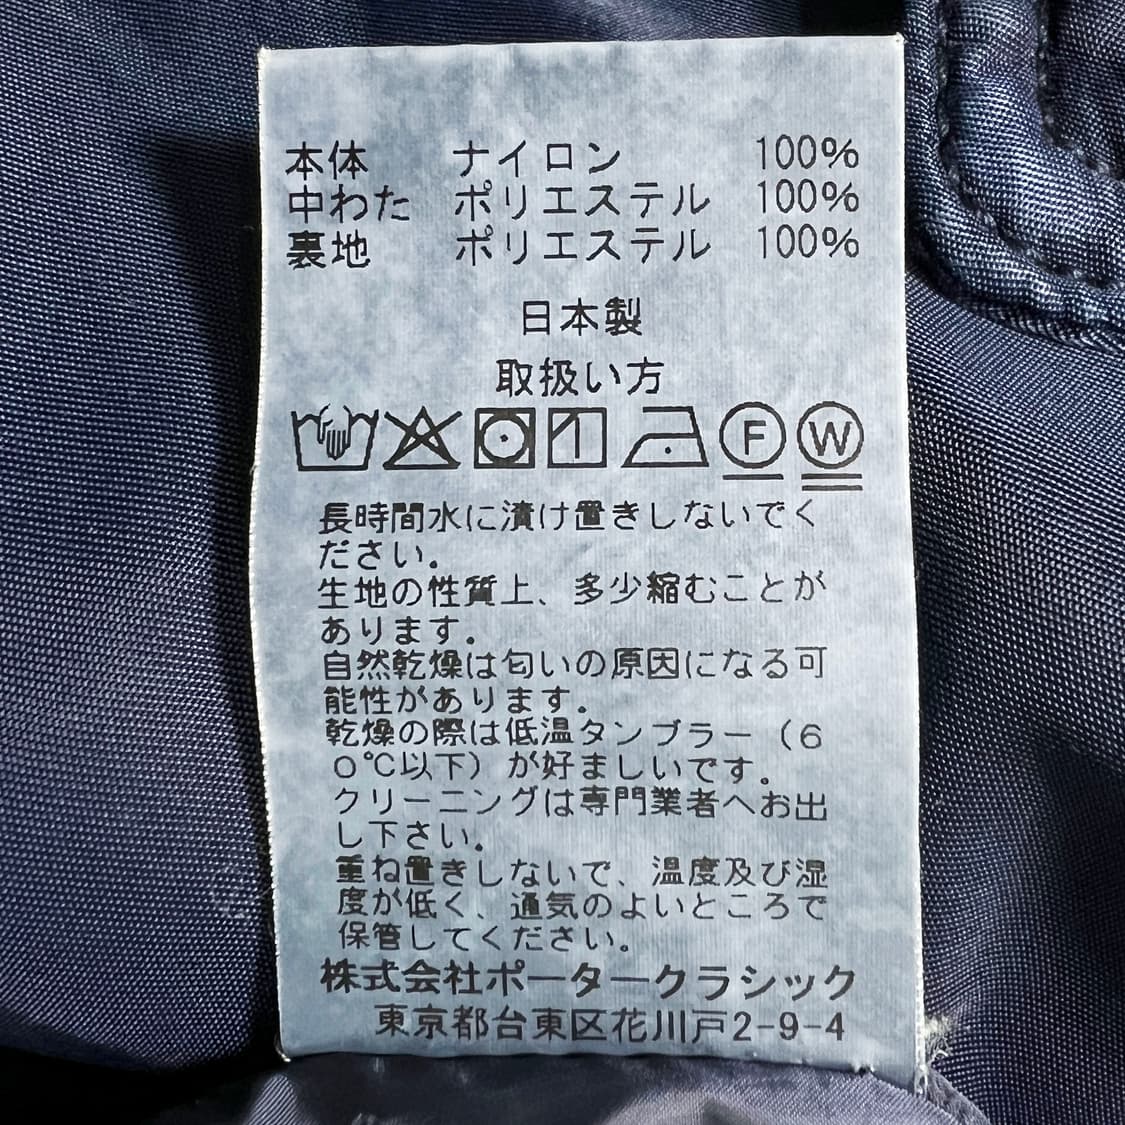 本体 ナイロン 100%
中わた ポリエステル 100%
裏地 ポリエステル 100%
日本製
取扱い方
F W
長時間水に漬け置きしないでく
ださい。
生地の性質上、多少縮むことが
あります。
自然乾燥は匂いの原因になる可
能性があります。
乾燥の際は低温タンブラー（6
0℃以下）が好ましいです。
クリーニングは専門業者へお出
し下さい。
重ね置きしないで、温度及び湿
度が低く、通気のよいところで
保管してください。
株式会社ポータークラシック
東京都台東区花川戸2-9-4